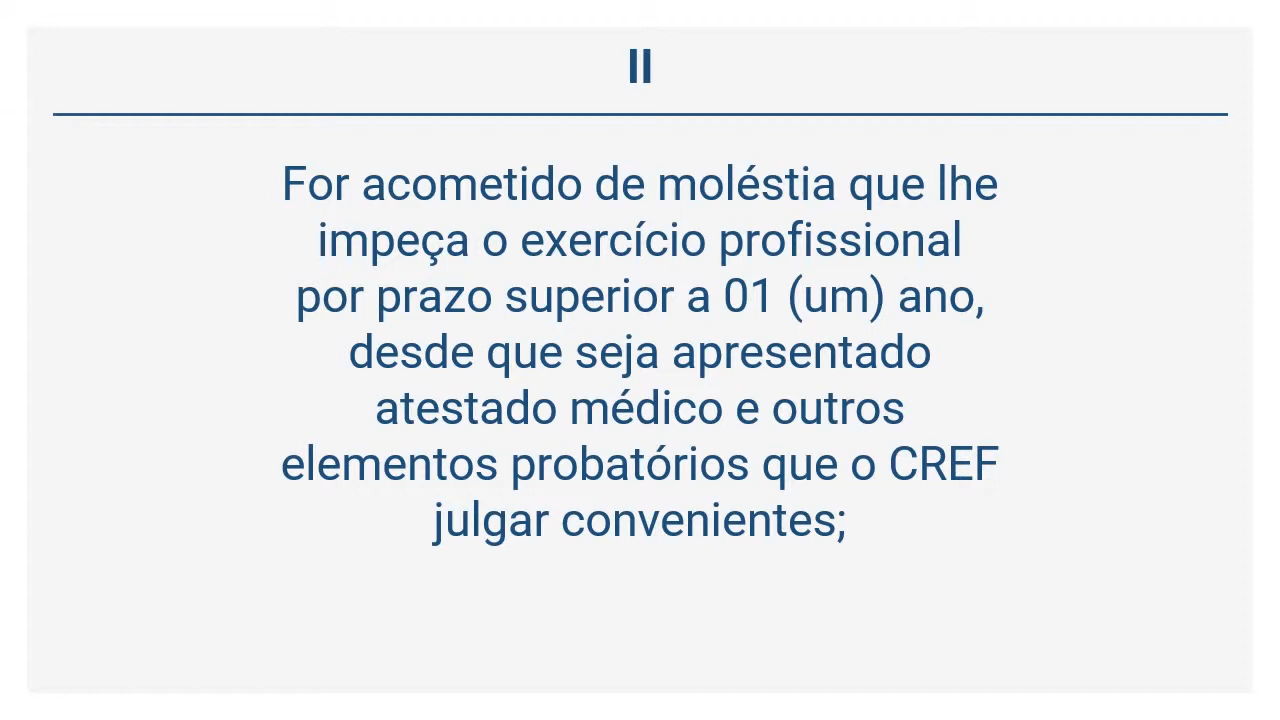 II
For acometido de moléstia que lhe
impeça o exercício profissional
por prazo superior a 01 (um) ano,
desde que seja apresentado
atestado médico e outros
elementos probatórios que o CREF
julgar convenientes;